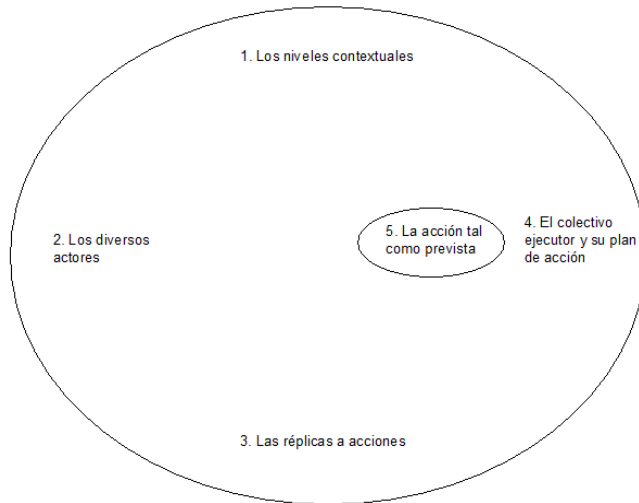 1. Los niveles contextuales
2. Los diversos
actores
5. La acción tal
como prevista
4. El colectivo
ejecutor y su plan
de acción
3. Las réplicas a acciones